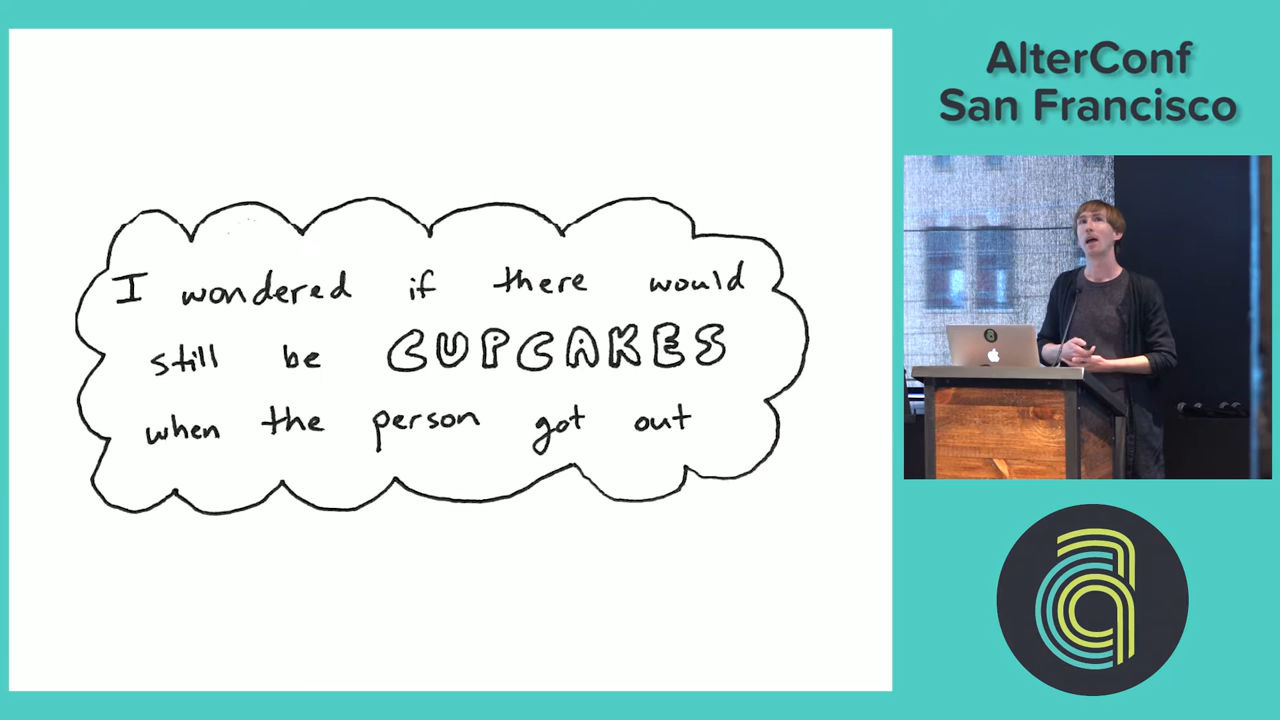 I wondered if there would
still be CUPCAKES
when the person got out
AlterConf
San Francisco